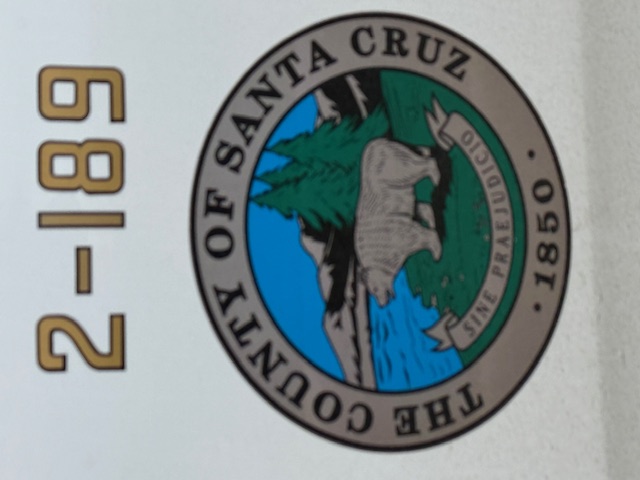 2-189
THE COUNTY OF SANTA CRUZ
SINE PRAEJUDICIO
· 1850 ·